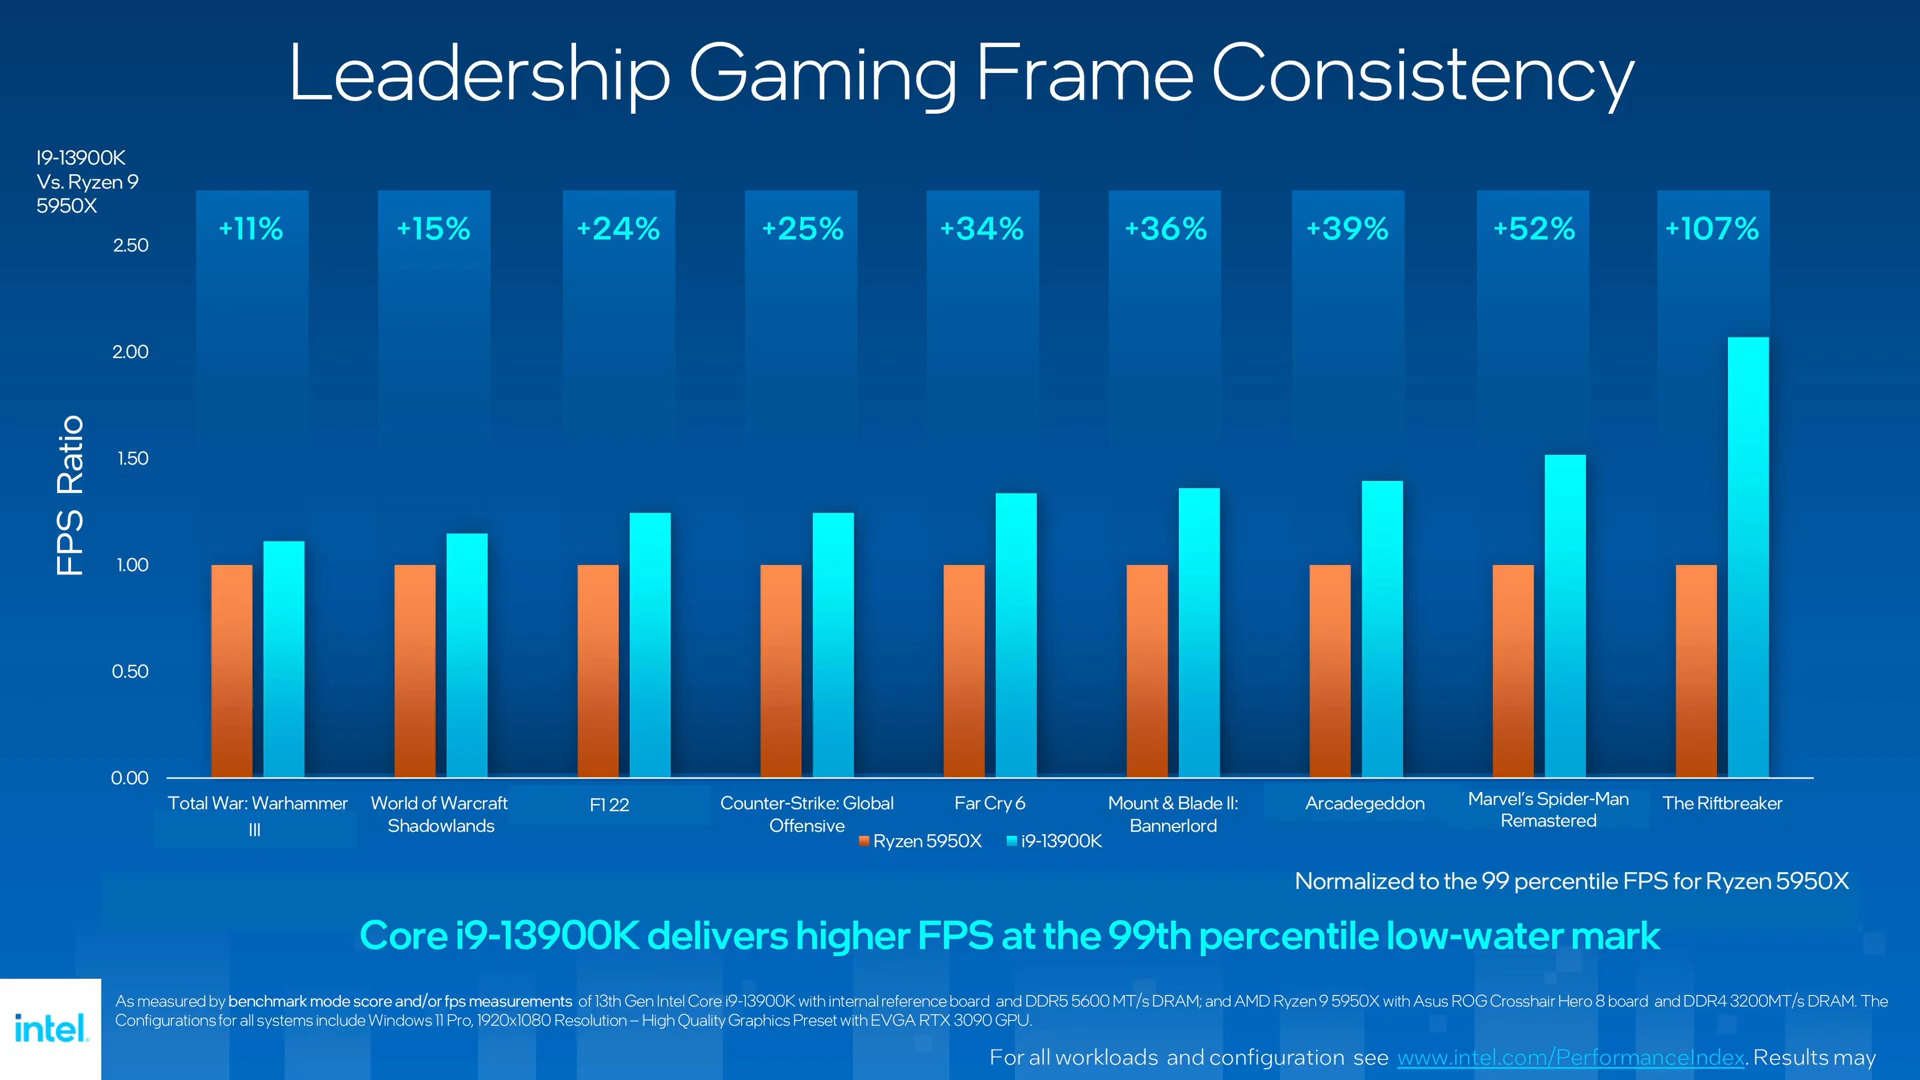 Leadership Gaming Frame Consistency
I9-13900K
Vs. Ryzen 9
5950X
+11%
+15%
+24%
+25%
+34%
+36%
+39%
+52%
+107%
2.50
2.00
1.50
1.00
0.50
0.00
FPS Ratio
Total War: Warhammer
III
World of Warcraft
Shadowlands
F1 22
Counter-Strike: Global
Offensive
Far Cry 6
Mount & Blade II:
Bannerlord
Arcadegeddon
Marvel's Spider-Man
Remastered
The Riftbreaker
Ryzen 5950X
i9-13900K
Normalized to the 99 percentile FPS for Ryzen 5950X
Core i9-13900K delivers higher FPS at the 99th percentile low-water mark
As measured by benchmark mode score and/or fps measurements of 13th Gen Intel Core i9-13900K with internal reference board and DDR5 5600 MT/s DRAM; and AMD Ryzen 9 5950X with Asus ROG Crosshair Hero 8 board and DDR4 3200MT/s DRAM. The
Configurations for all systems include Windows 11 Pro, 1920x1080 Resolution – High Quality Graphics Preset with EVGA RTX 3090 GPU.
intel.
For all workloads and configuration see www.intel.com/PerformanceIndex. Results may